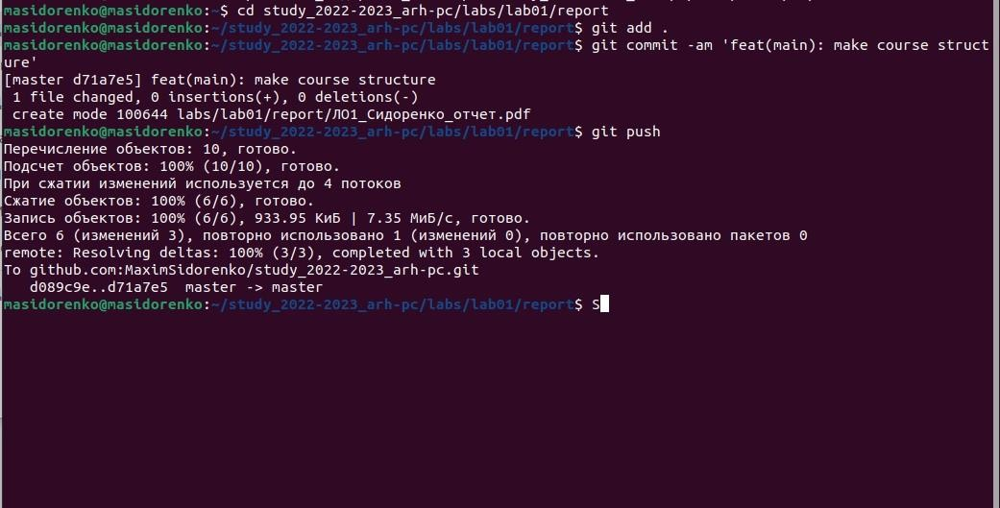 masidorenko@masidorenko:~$ cd study_2022-2023_arh-pc/labs/lab01/report
masidorenko@masidorenko:~/study_2022-2023_arh-pc/labs/lab01/report$ git add .
masidorenko@masidorenko:~/study_2022-2023_arh-pc/labs/lab01/report$ git commit -am 'feat(main): make course struct
ure'
[master d71a7e5] feat(main): make course structure
 1 file changed, 0 insertions(+), 0 deletions(-)
 create mode 100644 labs/lab01/report/ЛО1_Сидоренко_отчет.pdf
masidorenko@masidorenko:~/study_2022-2023_arh-pc/labs/lab01/report$ git push
Перечисление объектов: 10, готово.
Подсчет объектов: 100% (10/10), готово.
При сжатии изменений используется до 4 потоков
Сжатие объектов: 100% (6/6), готово.
Запись объектов: 100% (6/6), 933.95 КиБ | 7.35 МиБ/с, готово.
Всего 6 (изменений 3), повторно использовано 1 (изменений 0), повторно использовано пакетов 0
remote: Resolving deltas: 100% (3/3), completed with 3 local objects.
To github.com:MaximSidorenko/study_2022-2023_arh-pc.git
   d089c9e..d71a7e5  master -> master
masidorenko@masidorenko:~/study_2022-2023_arh-pc/labs/lab01/report$ S